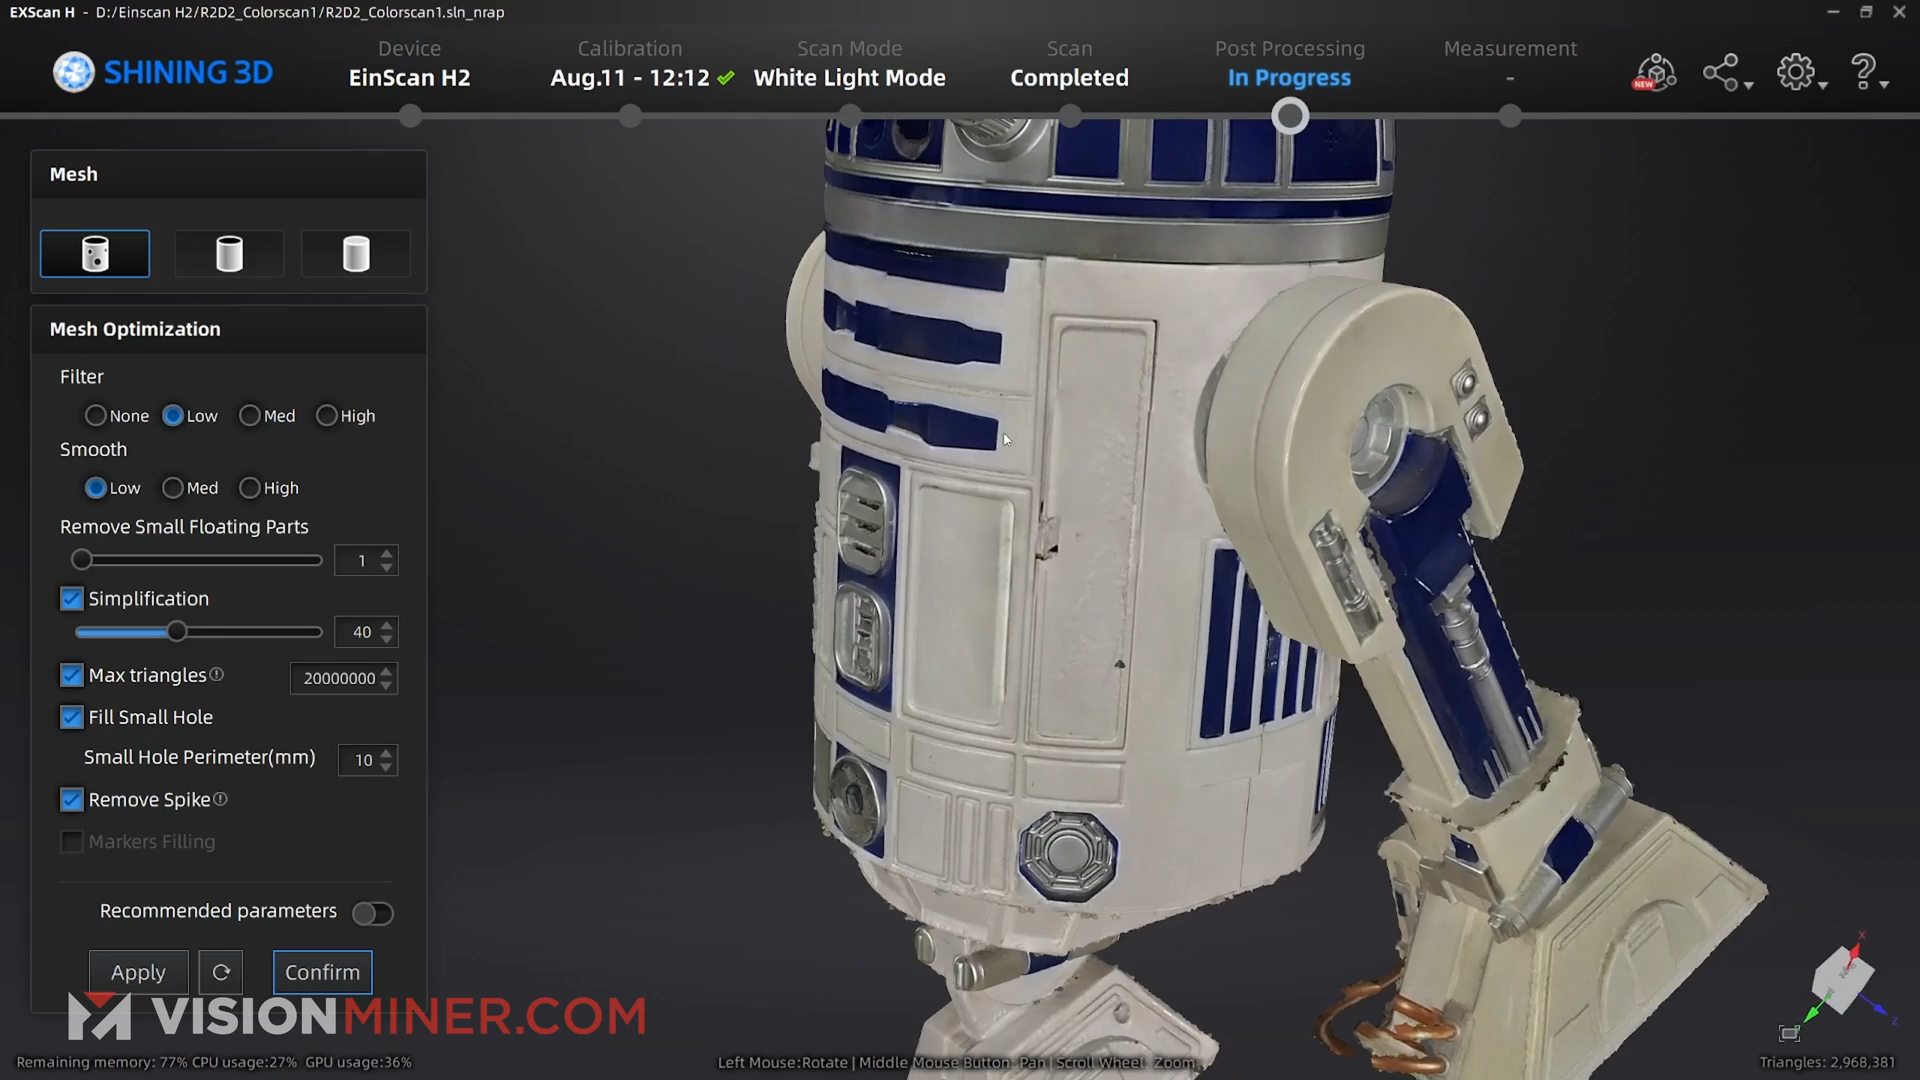 EXScan H - D:/Einscan H2/R2D2_Colorscan1/R2D2_Colorscan1.sln_nrap
SHINING 3D
Device
EinScan H2
Calibration
Aug.11 - 12:12
Scan Mode
White Light Mode
Scan
Completed
Post Processing
In Progress
Measurement
-
NEW
Mesh
Mesh Optimization
Filter
None Low Med High
Smooth
Low Med High
Remove Small Floating Parts
1
Simplification
40
Max triangles 20000000
Fill Small Hole
Small Hole Perimeter(mm) 10
Remove Spike
Markers Filling
Recommended parameters
Apply Confirm
VISIONMINER.COM
Remaining memory: 77% CPU usage:27% GPU usage:36%
Left Mouse:Rotate | Middle Mouse Button: Pan | Scroll Wheel: Zoom
Triangles: 2,968,381
X
Z